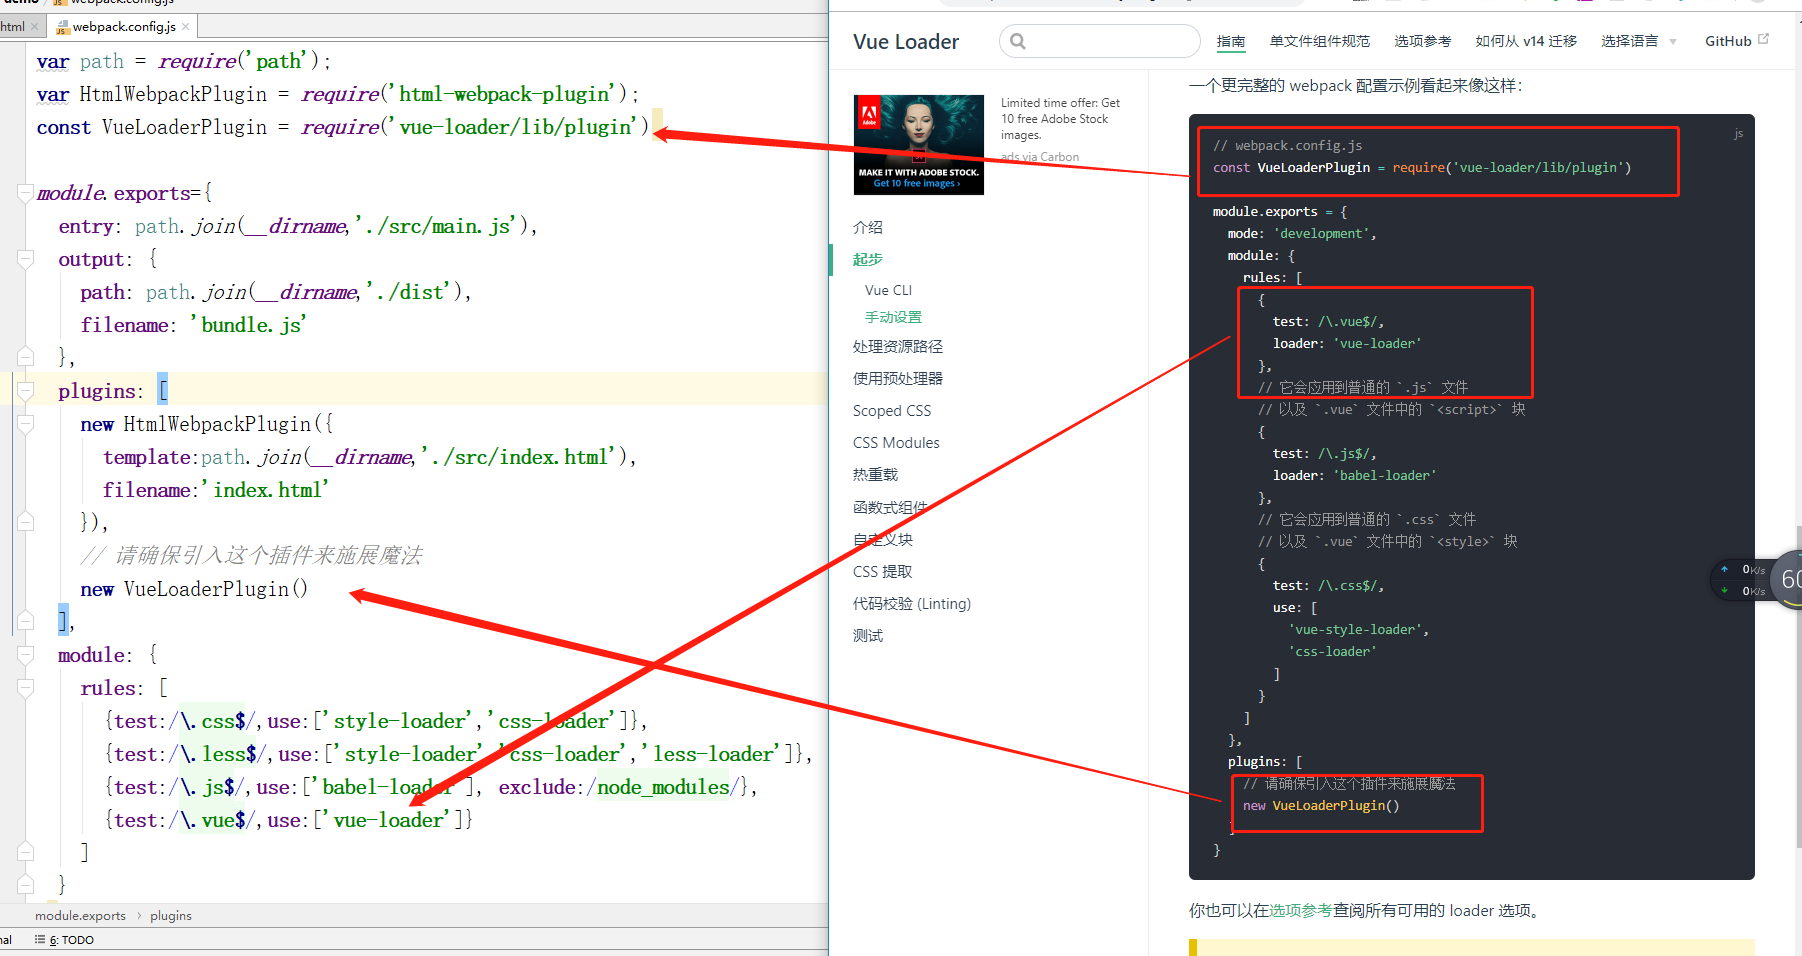 webpack.config.js
html
webpack.config.js
var path = require('path');
var HtmlWebpackPlugin = require('html-webpack-plugin');
const VueLoaderPlugin = require('vue-loader/lib/plugin')
module.exports={
entry: path.join(__dirname,'./src/main.js'),
output: {
path: path.join(__dirname,'./dist'),
filename: 'bundle.js'
},
plugins: [
new HtmlWebpackPlugin({
template:path.join(__dirname,'./src/index.html'),
filename:'index.html'
}),
// 请确保引入这个插件来施展魔法
new VueLoaderPlugin()
],
module: {
rules: [
{test:/\.css$/,use:['style-loader','css-loader']},
{test:/\.less$/,use:['style-loader','css-loader','less-loader']},
{test:/\.js$/,use:['babel-loader'], exclude:/node_modules/},
{test:/\.vue$/,use:['vue-loader']}
]
}
module.exports › plugins
6: TODO
Vue Loader
指南
单文件组件规范
选项参考
如何从 v14 迁移
选择语言
GitHub
Adobe
MAKE IT WITH ADOBE STOCK.
Get 10 free images ›
Limited time offer: Get
10 free Adobe Stock
images.
ads via Carbon
介绍
起步
Vue CLI
手动设置
处理资源路径
使用预处理器
Scoped CSS
CSS Modules
热重载
函数式组件
自定义块
CSS 提取
代码校验 (Linting)
测试
一个更完整的 webpack 配置示例看起来像这样：
js
// webpack.config.js
const VueLoaderPlugin = require('vue-loader/lib/plugin')
module.exports = {
mode: 'development',
module: {
rules: [
{
test: /\.vue$/,
loader: 'vue-loader'
},
// 它会应用到普通的 `.js` 文件
// 以及 `.vue` 文件中的 `<script>` 块
{
test: /\.js$/,
loader: 'babel-loader'
},
// 它会应用到普通的 `.css` 文件
// 以及 `.vue` 文件中的 `<style>` 块
{
test: /\.css$/,
use: [
'vue-style-loader',
'css-loader'
]
}
]
},
plugins: [
// 请确保引入这个插件来施展魔法
new VueLoaderPlugin()
]
}
你也可以在选项参考查阅所有可用的 loader 选项。
0K/s
0K/s